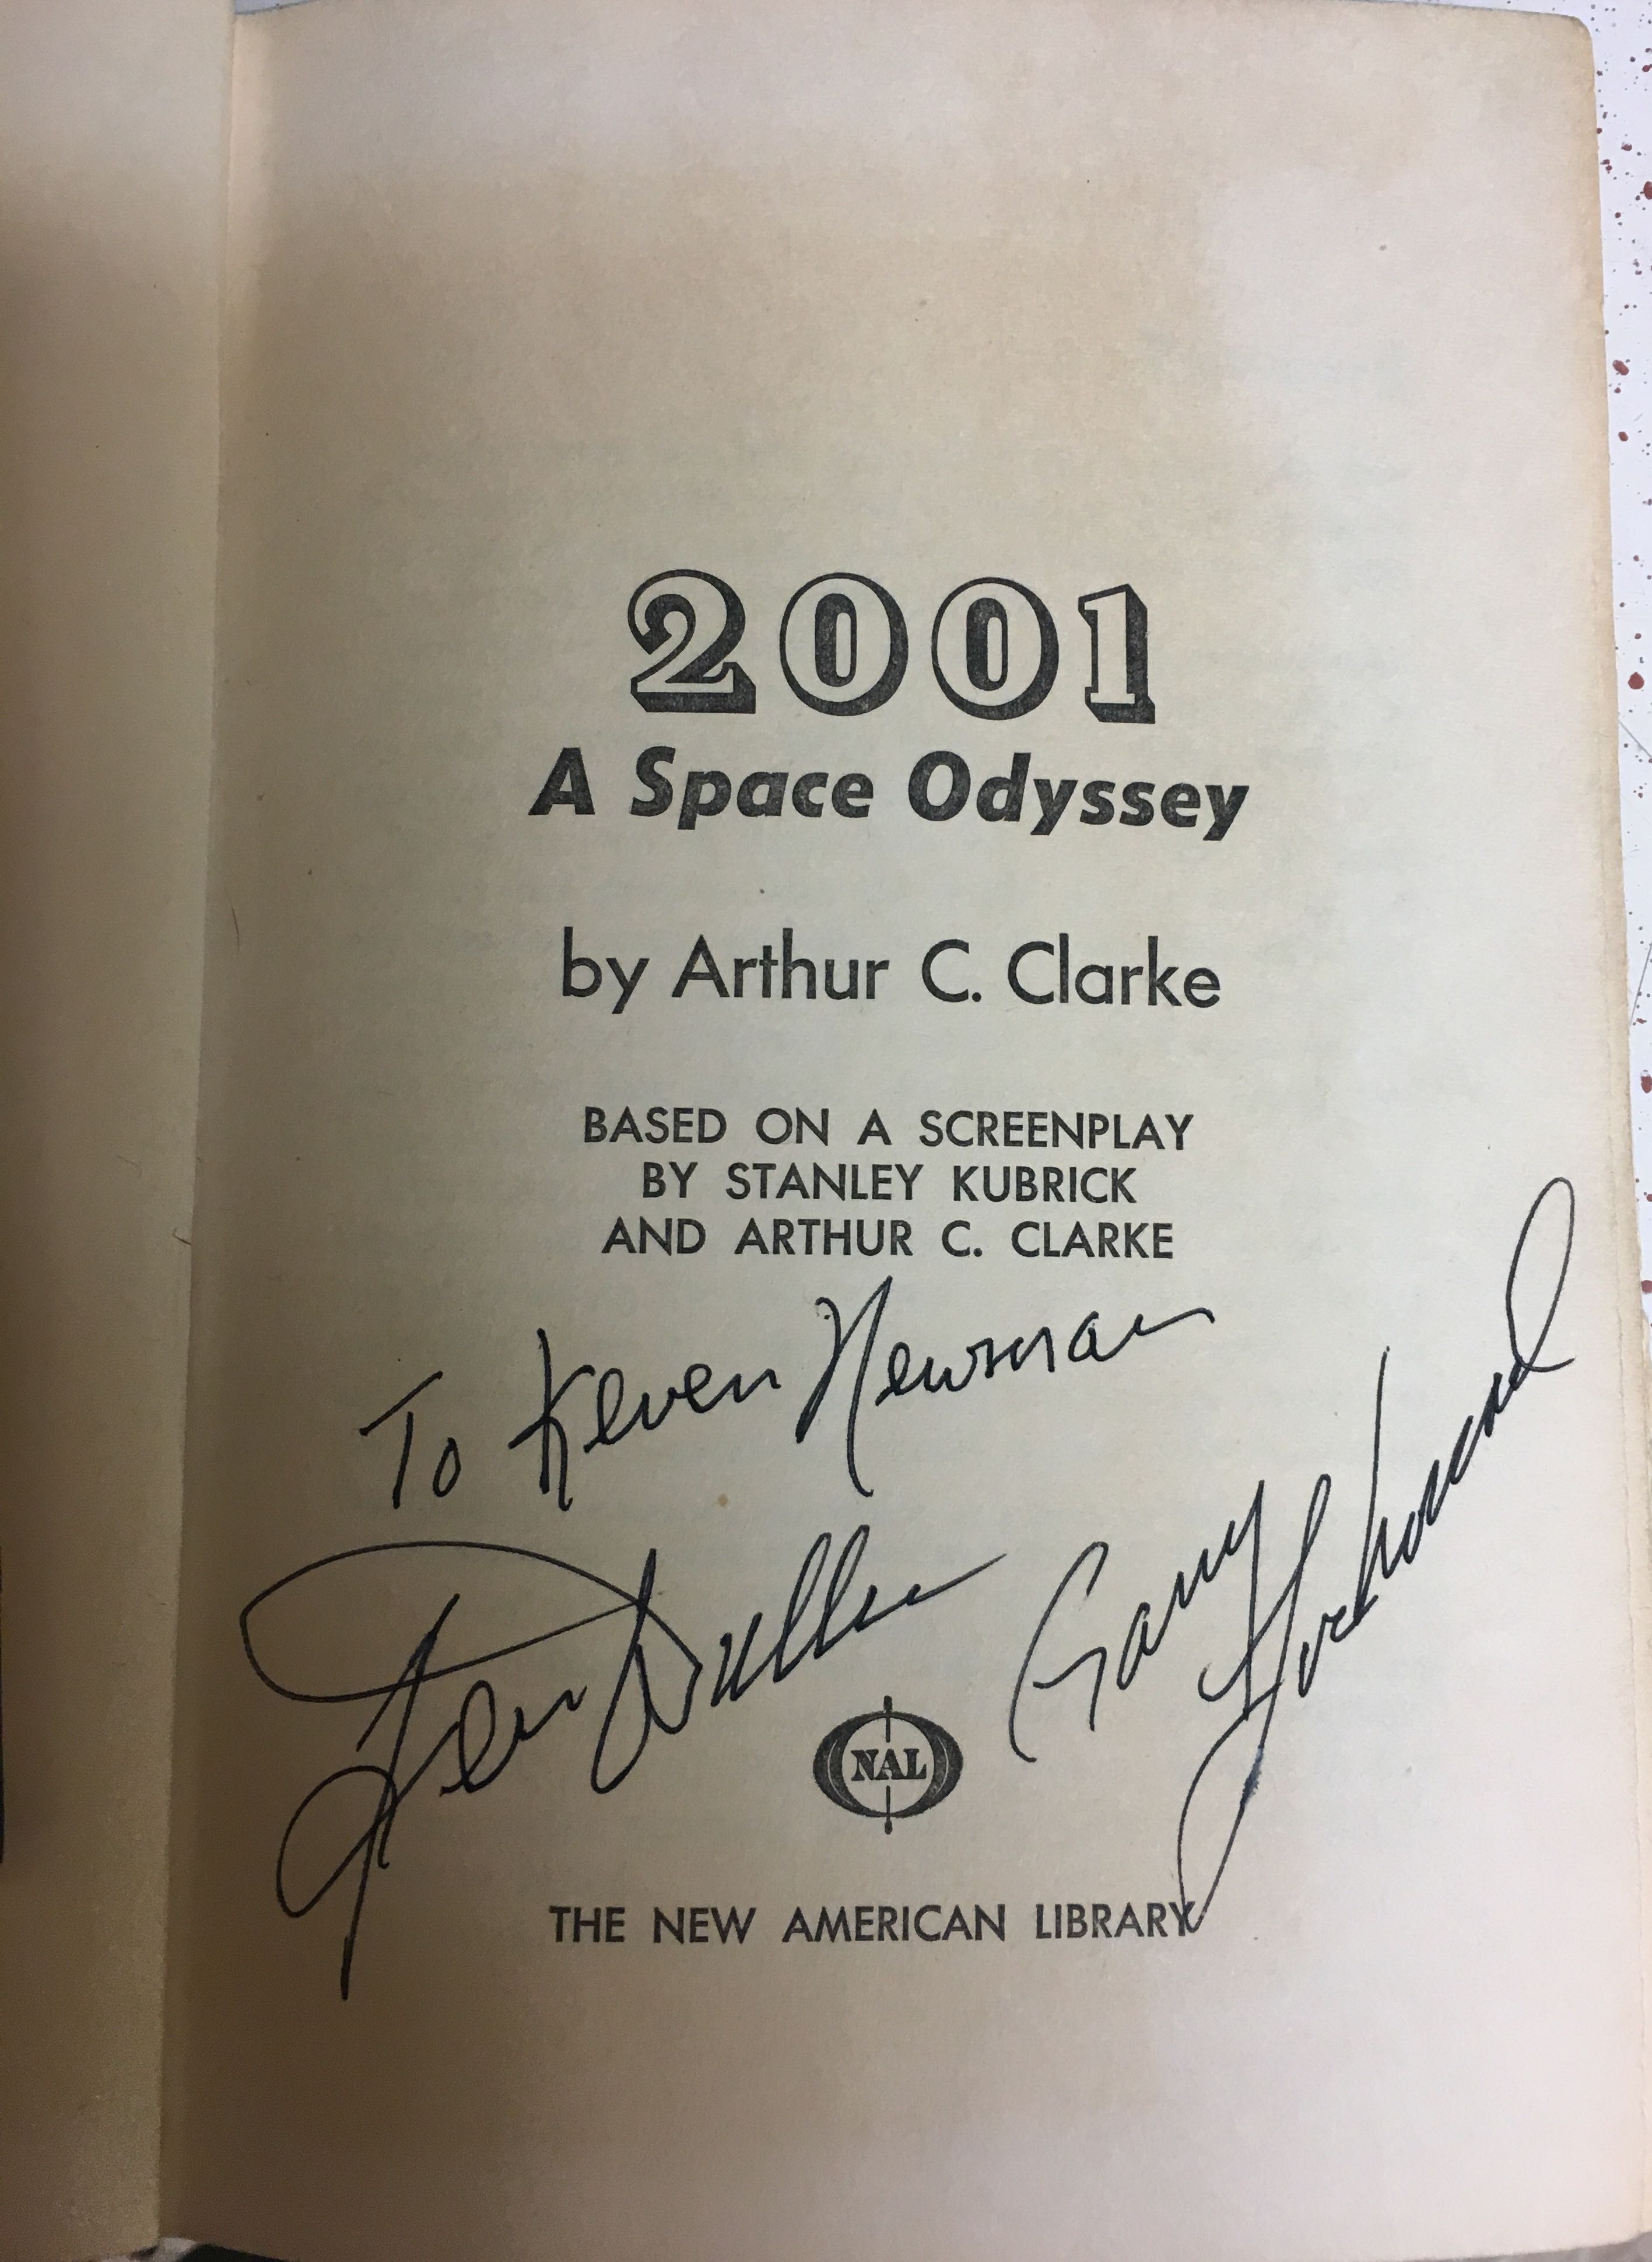 2001
A Space Odyssey
by Arthur C. Clarke
BASED ON A SCREENPLAY
BY STANLEY KUBRICK
AND ARTHUR C. CLARKE
To Keven Newman
Keir Dullea
Gary Lockwood
NAL
THE NEW AMERICAN LIBRARY